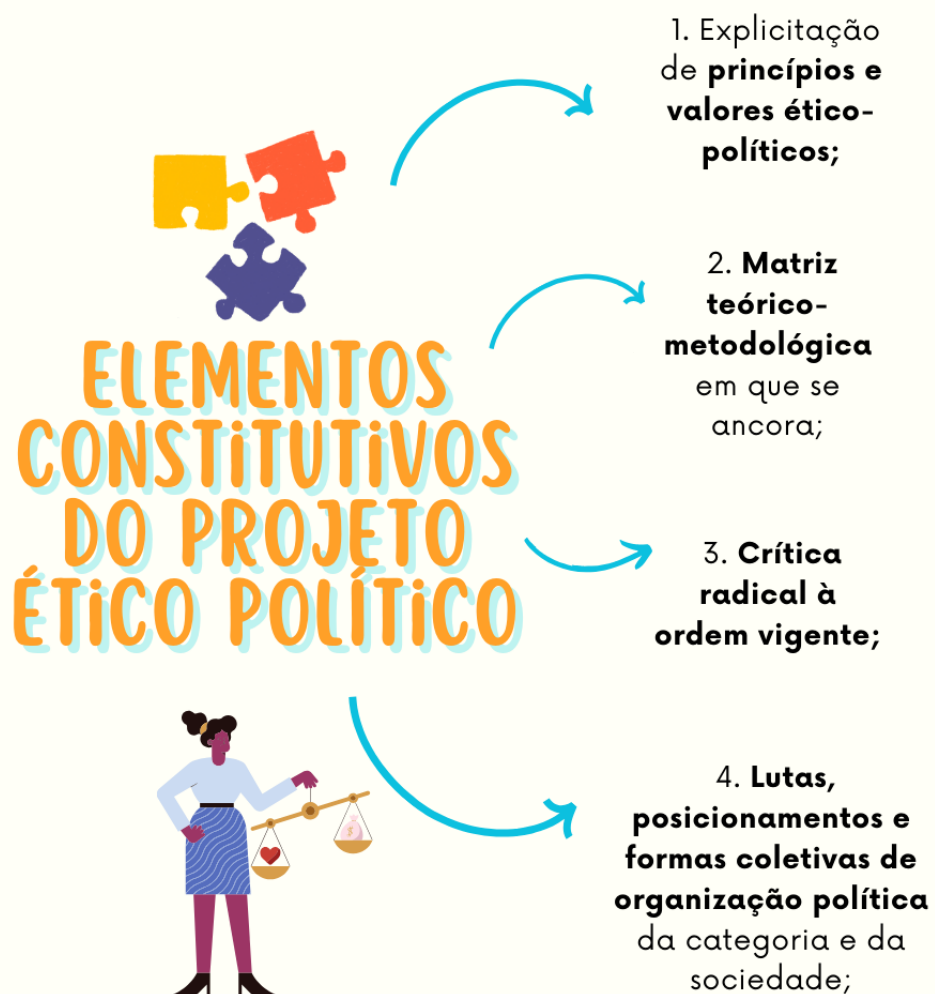 ELEMENTOS
CONSTiTUTiVOS
DO PROJETO
ÉTiCO POLÍTiCO
1. Explicitação
de princípios e
valores ético-
políticos;
2. Matriz
teórico-
metodológica
em que se
ancora;
3. Crítica
radical à
ordem vigente;
4. Lutas,
posicionamentos e
formas coletivas de
organização política
da categoria e da
sociedade;